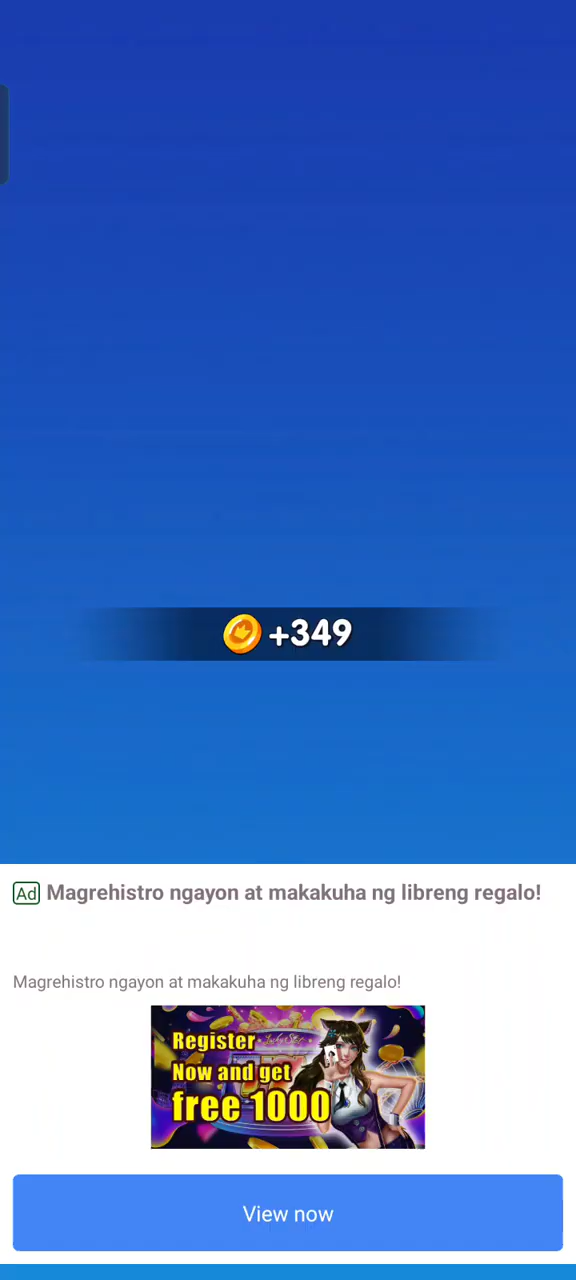 +349
Ad Magrehistro ngayon at makakuha ng libreng regalo!
Magrehistro ngayon at makakuha ng libreng regalo!
Register
Now and get
free 1000
View now